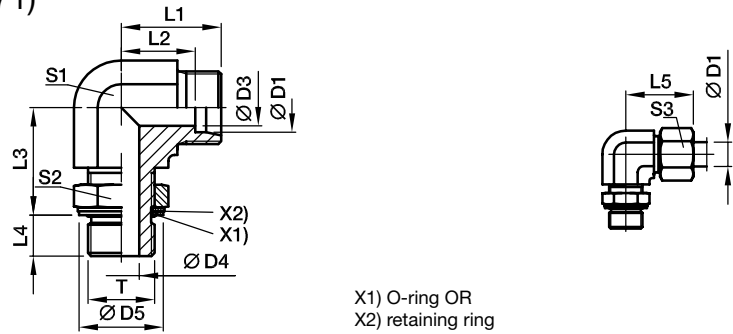 L1
L2
S1
Ø D3
Ø D1
L3
S2
L4
X2)
X1)
Ø D4
T
Ø D5
L5
Ø D1
S3
X1) O-ring OR
X2) retaining ring